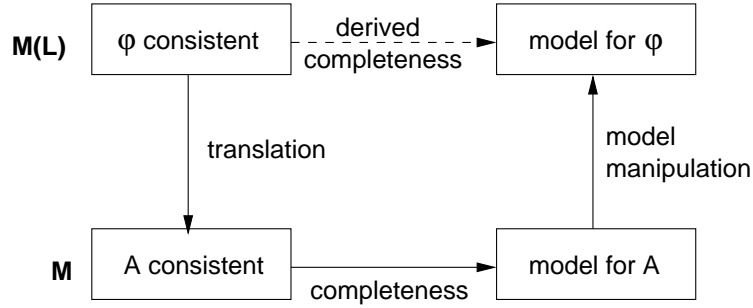 M(L)
φ consistent
derived
completeness
model for φ
translation
model
manipulation
M
A consistent
completeness
model for A